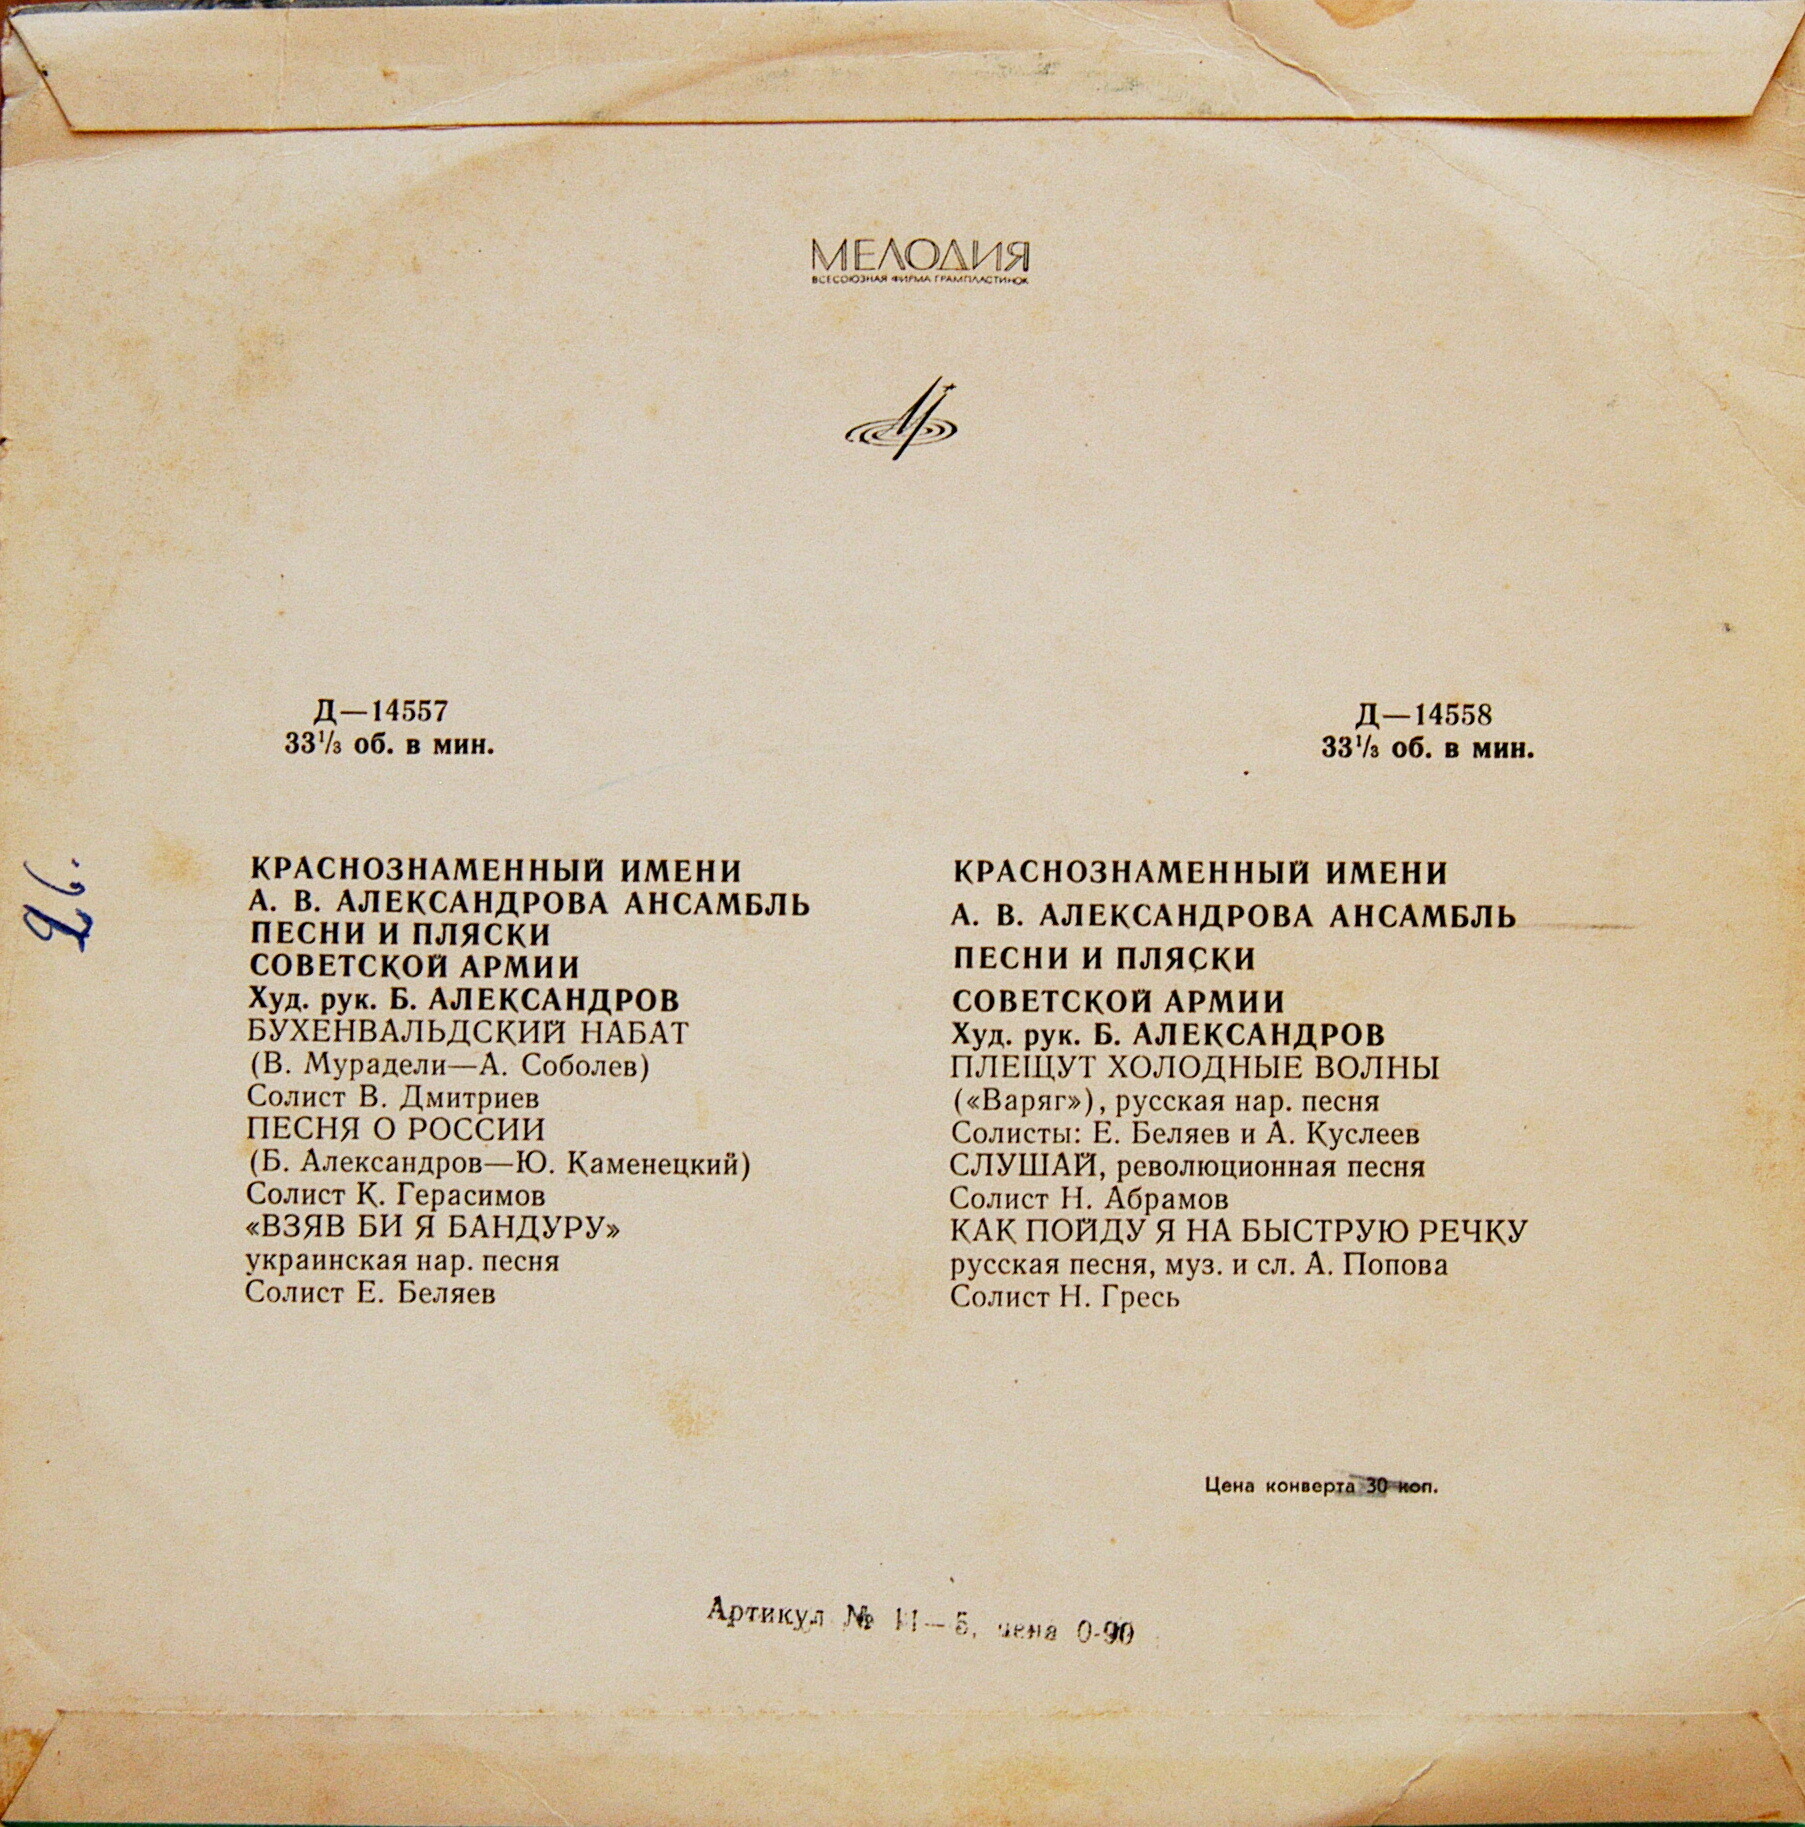 МЕЛОДИЯ
ВСЕСОЮЗНАЯ ФИРМА ГРАМПЛАСТИНОК
Д—14557
33¹/₃ об. в мин.
КРАСНОЗНАМЕННЫЙ ИМЕНИ
А. В. АЛЕКСАНДРОВА АНСАМБЛЬ
ПЕСНИ И ПЛЯСКИ
СОВЕТСКОЙ АРМИИ
Худ. рук. Б. АЛЕКСАНДРОВ
БУХЕНВАЛЬДСКИЙ НАБАТ
(В. Мурадели—А. Соболев)
Солист В. Дмитриев
ПЕСНЯ О РОССИИ
(Б. Александров—Ю. Каменецкий)
Солист К. Герасимов
«ВЗЯВ БИ Я БАНДУРУ»
украинская нар. песня
Солист Е. Беляев
Д—14558
33¹/₃ об. в мин.
КРАСНОЗНАМЕННЫЙ ИМЕНИ
А. В. АЛЕКСАНДРОВА АНСАМБЛЬ
ПЕСНИ И ПЛЯСКИ
СОВЕТСКОЙ АРМИИ
Худ. рук. Б. АЛЕКСАНДРОВ
ПЛЕЩУТ ХОЛОДНЫЕ ВОЛНЫ
(«Варяг»), русская нар. песня
Солисты: Е. Беляев и А. Куслеев
СЛУШАЙ, революционная песня
Солист Н. Абрамов
КАК ПОЙДУ Я НА БЫСТРУЮ РЕЧКУ
русская песня, муз. и сл. А. Попова
Солист Н. Гресь
Цена конверта 30 коп.
Артикул № 11—5, цена 0-90